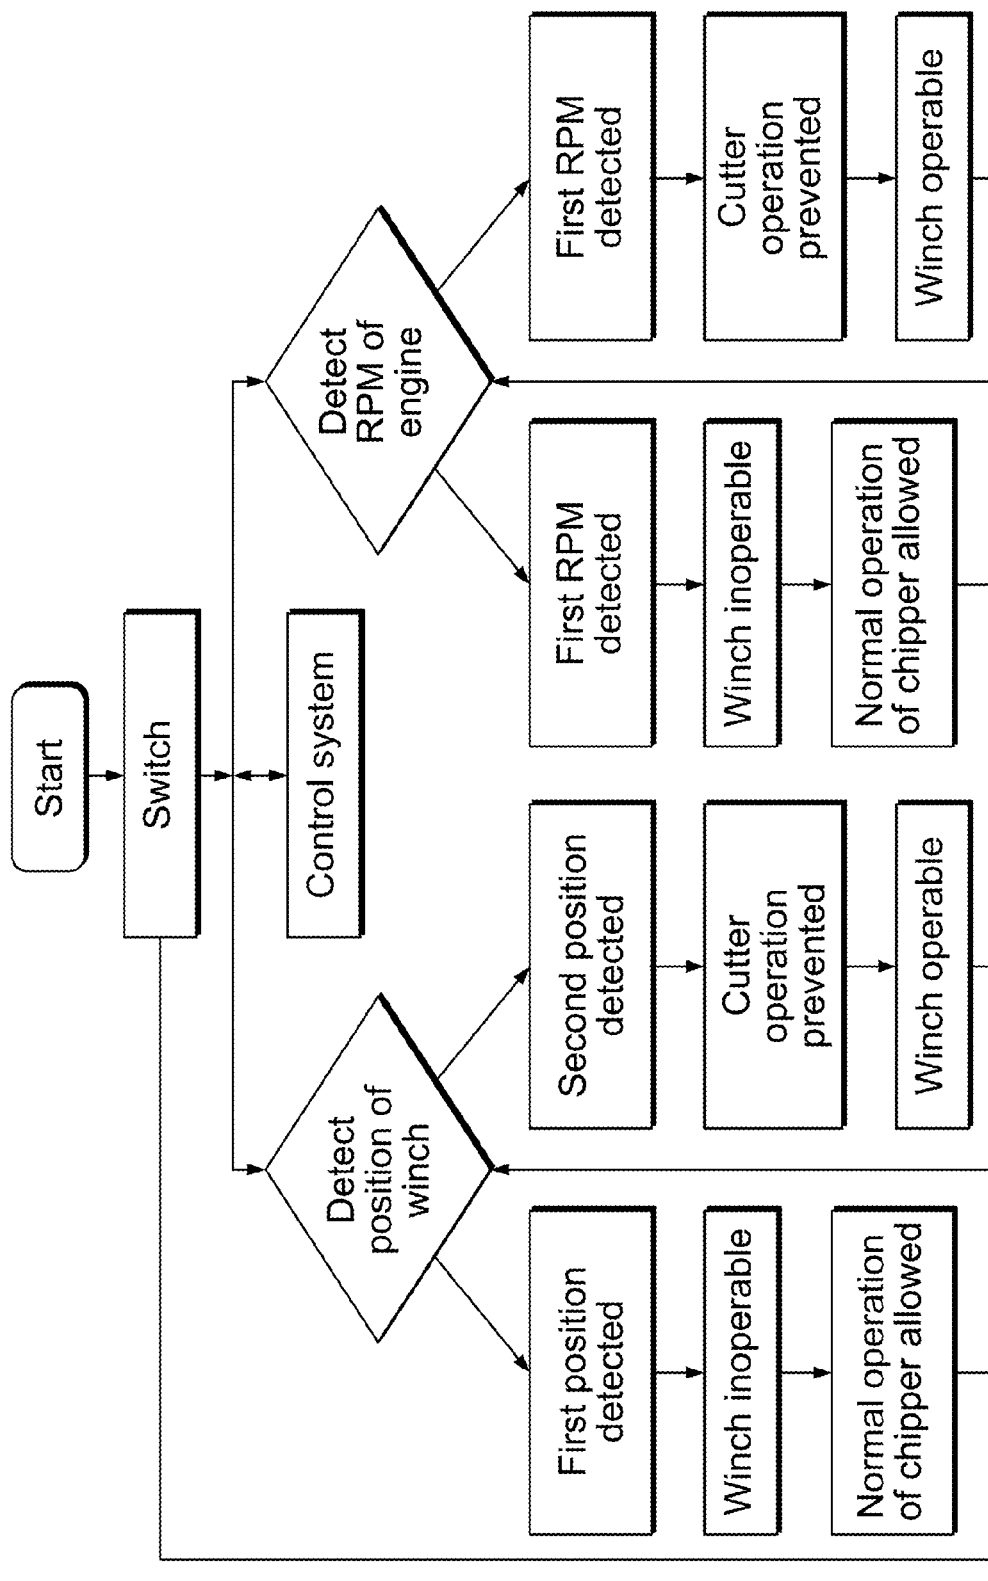 Start
Switch
Control system
Detect
position of
winch
Detect
RPM of
engine
First position
detected
Winch inoperable
Normal operation
of chipper allowed
Second position
detected
Cutter
operation
prevented
Winch operable
First RPM
detected
Winch inoperable
Normal operation
of chipper allowed
First RPM
detected
Cutter
operation
prevented
Winch operable